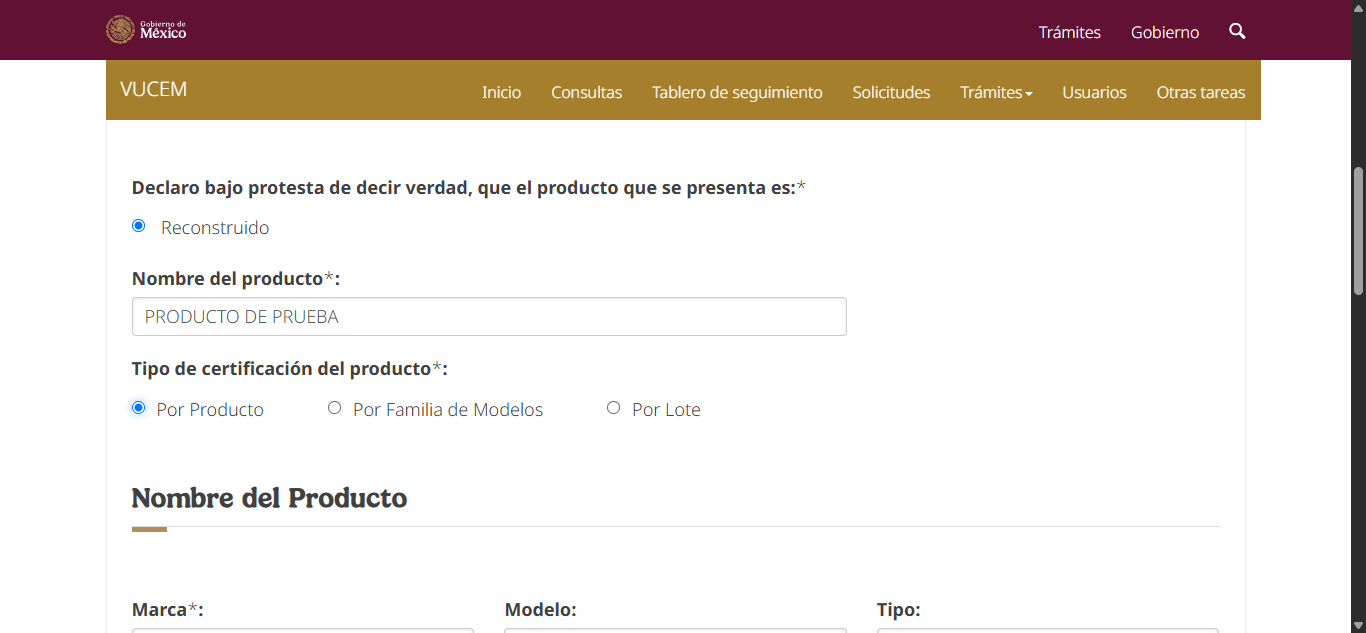 Gobierno de
México
Trámites
Gobierno
VUCEM
Inicio
Consultas
Tablero de seguimiento
Solicitudes
Trámites
Usuarios
Otras tareas
Declaro bajo protesta de decir verdad, que el producto que se presenta es:*
Reconstruido
Nombre del producto*:
PRODUCTO DE PRUEBA
Tipo de certificación del producto*:
Por Producto
Por Familia de Modelos
Por Lote
Nombre del Producto
Marca*:
Modelo:
Tipo: